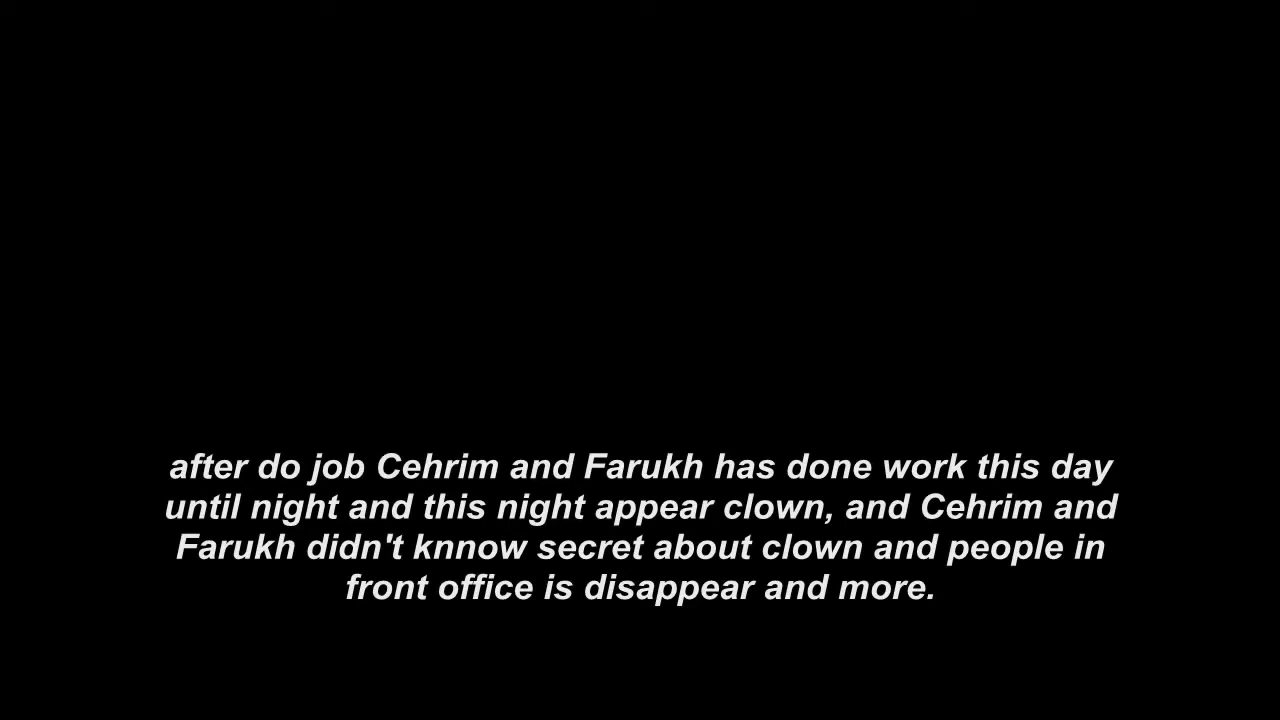 after do job Cehrim and Farukh has done work this day
until night and this night appear clown, and Cehrim and
Farukh didn't knnow secret about clown and people in
front office is disappear and more.